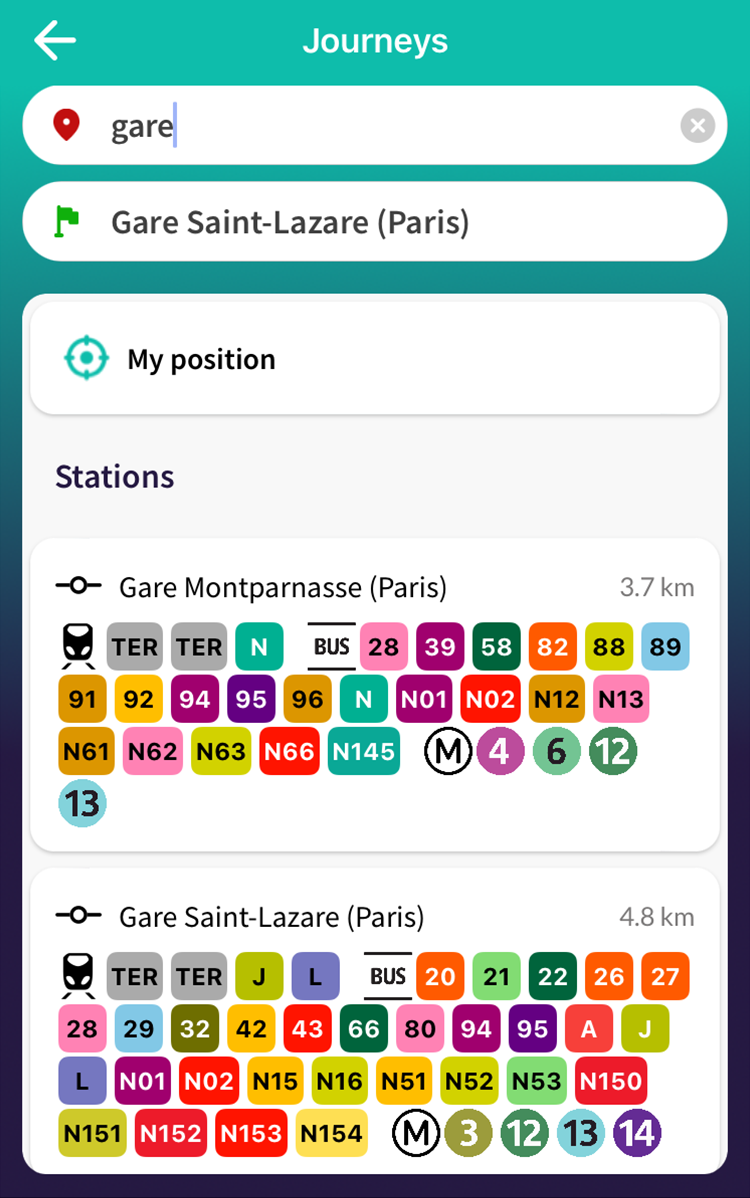 Journeys
gare
Gare Saint-Lazare (Paris)
My position
Stations
Gare Montparnasse (Paris) 3.7 km
TER TER N BUS 28 39 58 82 88 89
91 92 94 95 96 N N01 N02 N12 N13
N61 N62 N63 N66 N145 M 4 6 12
13
Gare Saint-Lazare (Paris) 4.8 km
TER TER J L BUS 20 21 22 26 27
28 29 32 42 43 66 80 94 95 A J
L N01 N02 N15 N16 N51 N52 N53 N150
N151 N152 N153 N154 M 3 12 13 14